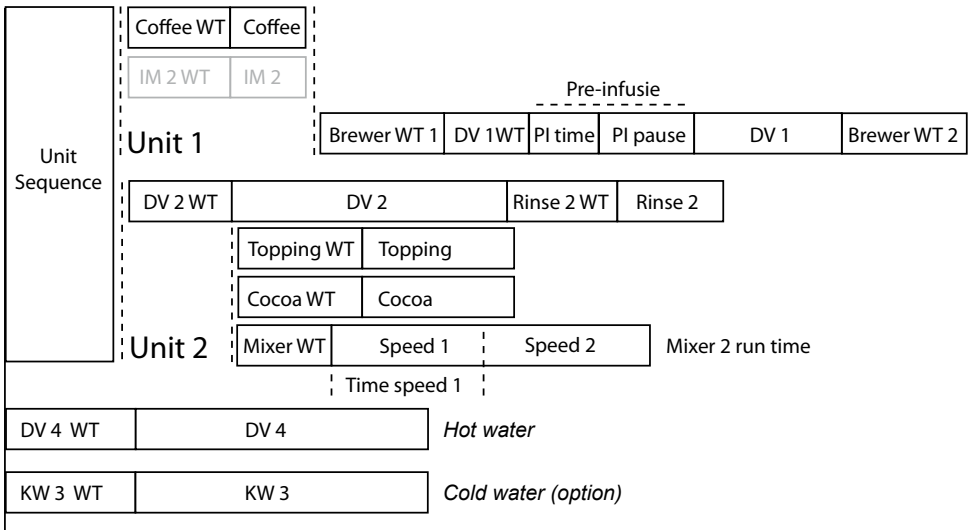 Coffee WT Coffee
IM 2 WT IM 2
Pre-infusie
Unit 1 Brewer WT 1 DV 1WT PI time PI pause DV 1 Brewer WT 2
Unit
Sequence
DV 2 WT DV 2 Rinse 2 WT Rinse 2
Topping WT Topping
Cocoa WT Cocoa
Unit 2 Mixer WT Speed 1 Speed 2 Mixer 2 run time
Time speed 1
DV 4 WT DV 4 Hot water
KW 3 WT KW 3 Cold water (option)